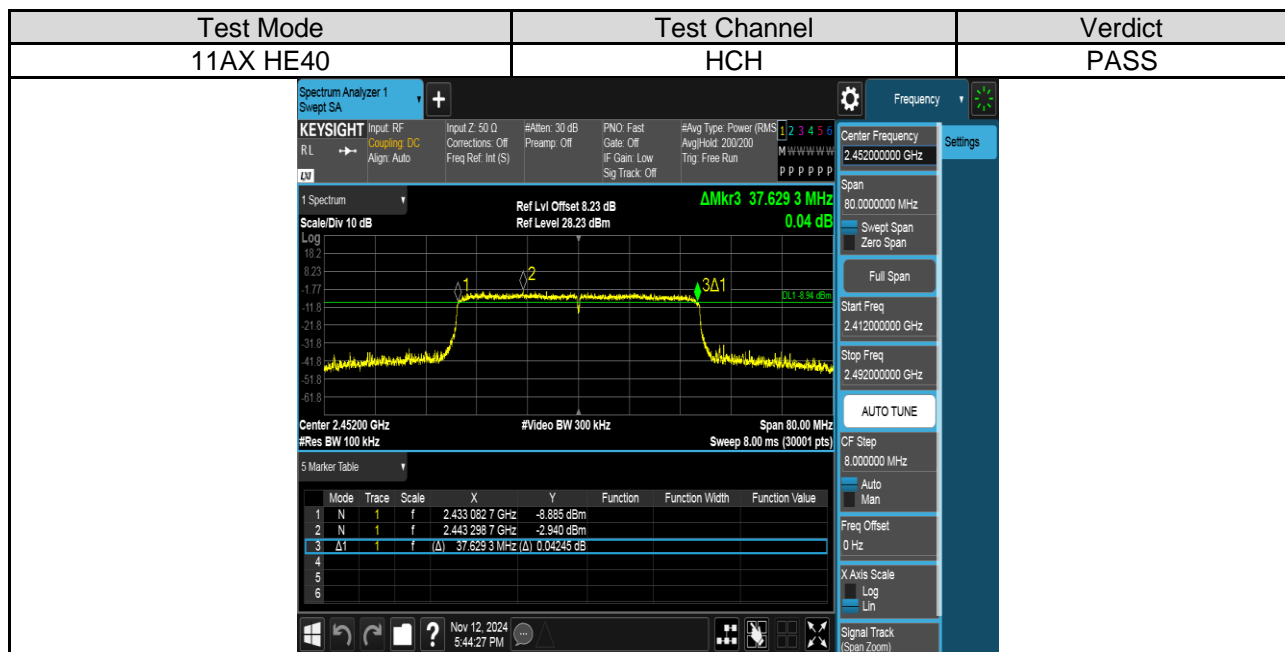 Test Mode Test Channel Verdict
11AX HE40 HCH PASS
Spectrum Analyzer 1
Swept SA
+
Frequency
KEYSIGHT Input: RF Input Z: 50 Ω #Atten: 30 dB PNO: Fast #Avg Type: Power (RMS 1 2 3 4 5 6
RL Coupling: DC Corrections: Off Preamp: Off Gate: Off Avg|Hold: 200/200 M W W W W W
Align: Auto Freq Ref: Int (S) IF Gain: Low Trig: Free Run
Sig Track: Off P P P P P P
LXI
Center Frequency
2.452000000 GHz
Settings
Span
80.0000000 MHz
Swept Span
Zero Span
Full Span
Start Freq
2.412000000 GHz
Stop Freq
2.492000000 GHz
AUTO TUNE
CF Step
8.000000 MHz
Auto
Man
Freq Offset
0 Hz
X Axis Scale
Log
Lin
Signal Track
(Span Zoom)
1 Spectrum
Scale/Div 10 dB
Ref Lvl Offset 8.23 dB
Ref Level 28.23 dBm
ΔMkr3 37.629 3 MHz
0.04 dB
Log
18.2
8.23
-1.77
-11.8
-21.8
-31.8
-41.8
-51.8
-61.8
1
2
3Δ1
DL1 -8.94 dBm
Center 2.45200 GHz #Video BW 300 kHz Span 80.00 MHz
#Res BW 100 kHz Sweep 8.00 ms (30001 pts)
5 Marker Table
Mode Trace Scale X Y Function Function Width Function Value
1 N 1 f 2.433 082 7 GHz -8.885 dBm
2 N 1 f 2.443 298 7 GHz -2.940 dBm
3 Δ1 1 f (Δ) 37.629 3 MHz (Δ) 0.04245 dB
4
5
6
?
Nov 12, 2024
5:44:27 PM